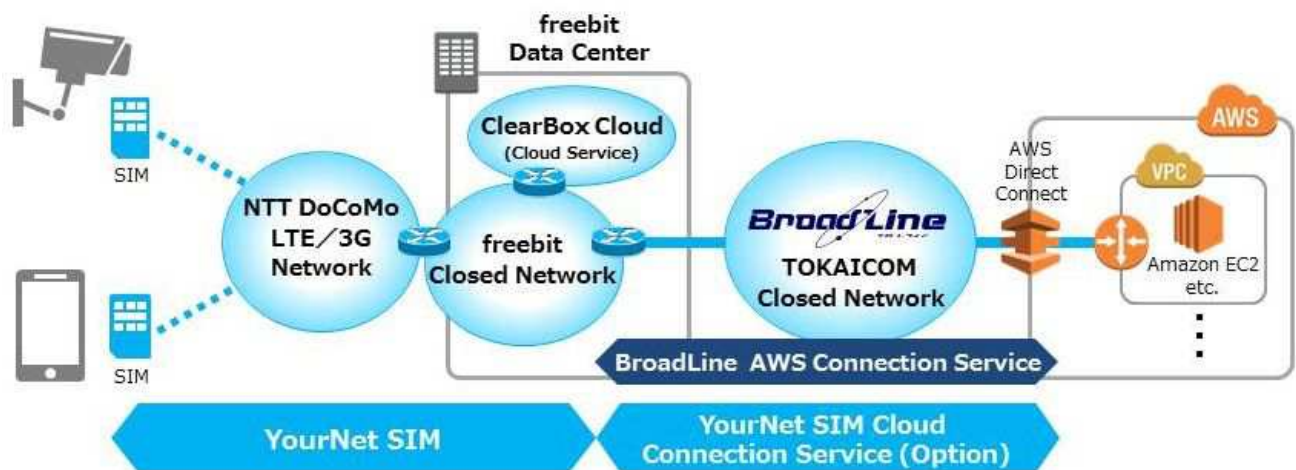 freebit
Data Center
SIM
ClearBox Cloud
(Cloud Service)
NTT DoCoMo
LTE／3G
Network
freebit
Closed Network
BroadLine
TOKAICOM
Closed Network
AWS
Direct
Connect
AWS
VPC
Amazon EC2
etc.
SIM
BroadLine AWS Connection Service
YourNet SIM
YourNet SIM Cloud
Connection Service (Option)